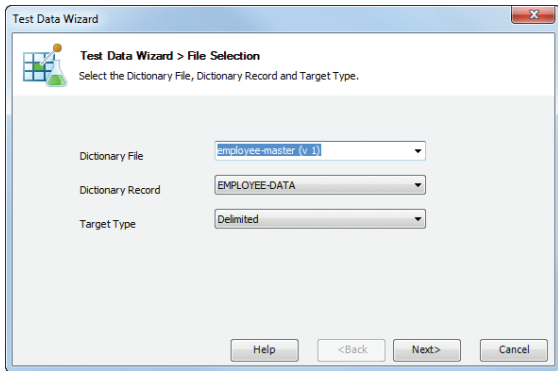 Test Data Wizard
Test Data Wizard > File Selection
Select the Dictionary File, Dictionary Record and Target Type.
Dictionary File employee-master (v 1)
Dictionary Record EMPLOYEE-DATA
Target Type Delimited
Help <Back Next> Cancel